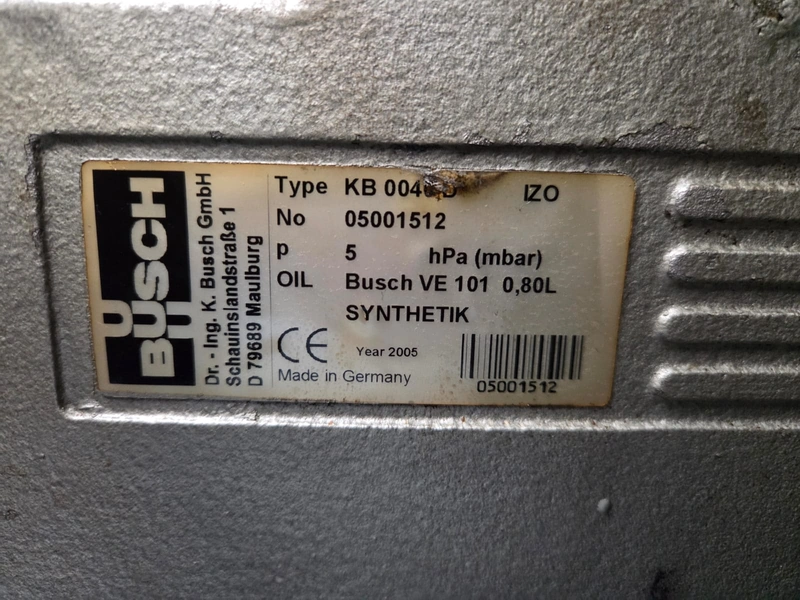 BUSCH
Dr. - Ing. K. Busch GmbH
Schauinslandstraße 1
D 79689 Maulburg
Type KB IZO
No 05001512
p 5 hPa (mbar)
OIL Busch VE 101 0,80L
SYNTHETIK
CE Year 2005
Made in Germany
05001512